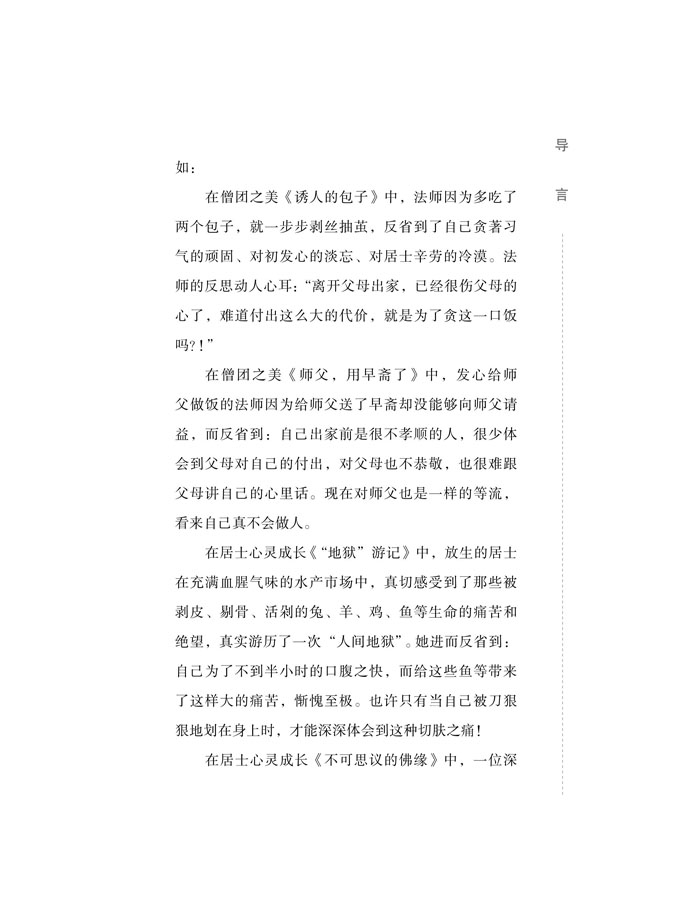 导
言
如：
在僧团之美《诱人的包子》中，法师因为多吃了
两个包子，就一步步剥丝抽茧，反省到了自己贪著习
气的顽固、对初发心的淡忘、对居士辛劳的冷漠。法
师的反思动人心耳：“离开父母出家，已经很伤父母的
心了，难道付出这么大的代价，就是为了贪这一口饭
吗?！”
在僧团之美《师父，用早斋了》中，发心给师
父做饭的法师因为给师父送了早斋却没能够向师父请
益，而反省到：自己出家前是很不孝顺的人，很少体
会到父母对自己的付出，对父母也不恭敬，也很难跟
父母讲自己的心里话。现在对师父也是一样的等流，
看来自己真不会做人。
在居士心灵成长《“地狱”游记》中，放生的居士
在充满血腥气味的水产市场中，真切感受到了那些被
剥皮、剔骨、活剁的兔、羊、鸡、鱼等生命的痛苦和
绝望，真实游历了一次“人间地狱”。她进而反省到：
自己为了不到半小时的口腹之快，而给这些鱼等带来
了这样大的痛苦，惭愧至极。也许只有当自己被刀狠
狠地划在身上时，才能深深体会到这种切肤之痛！
在居士心灵成长《不可思议的佛缘》中，一位深